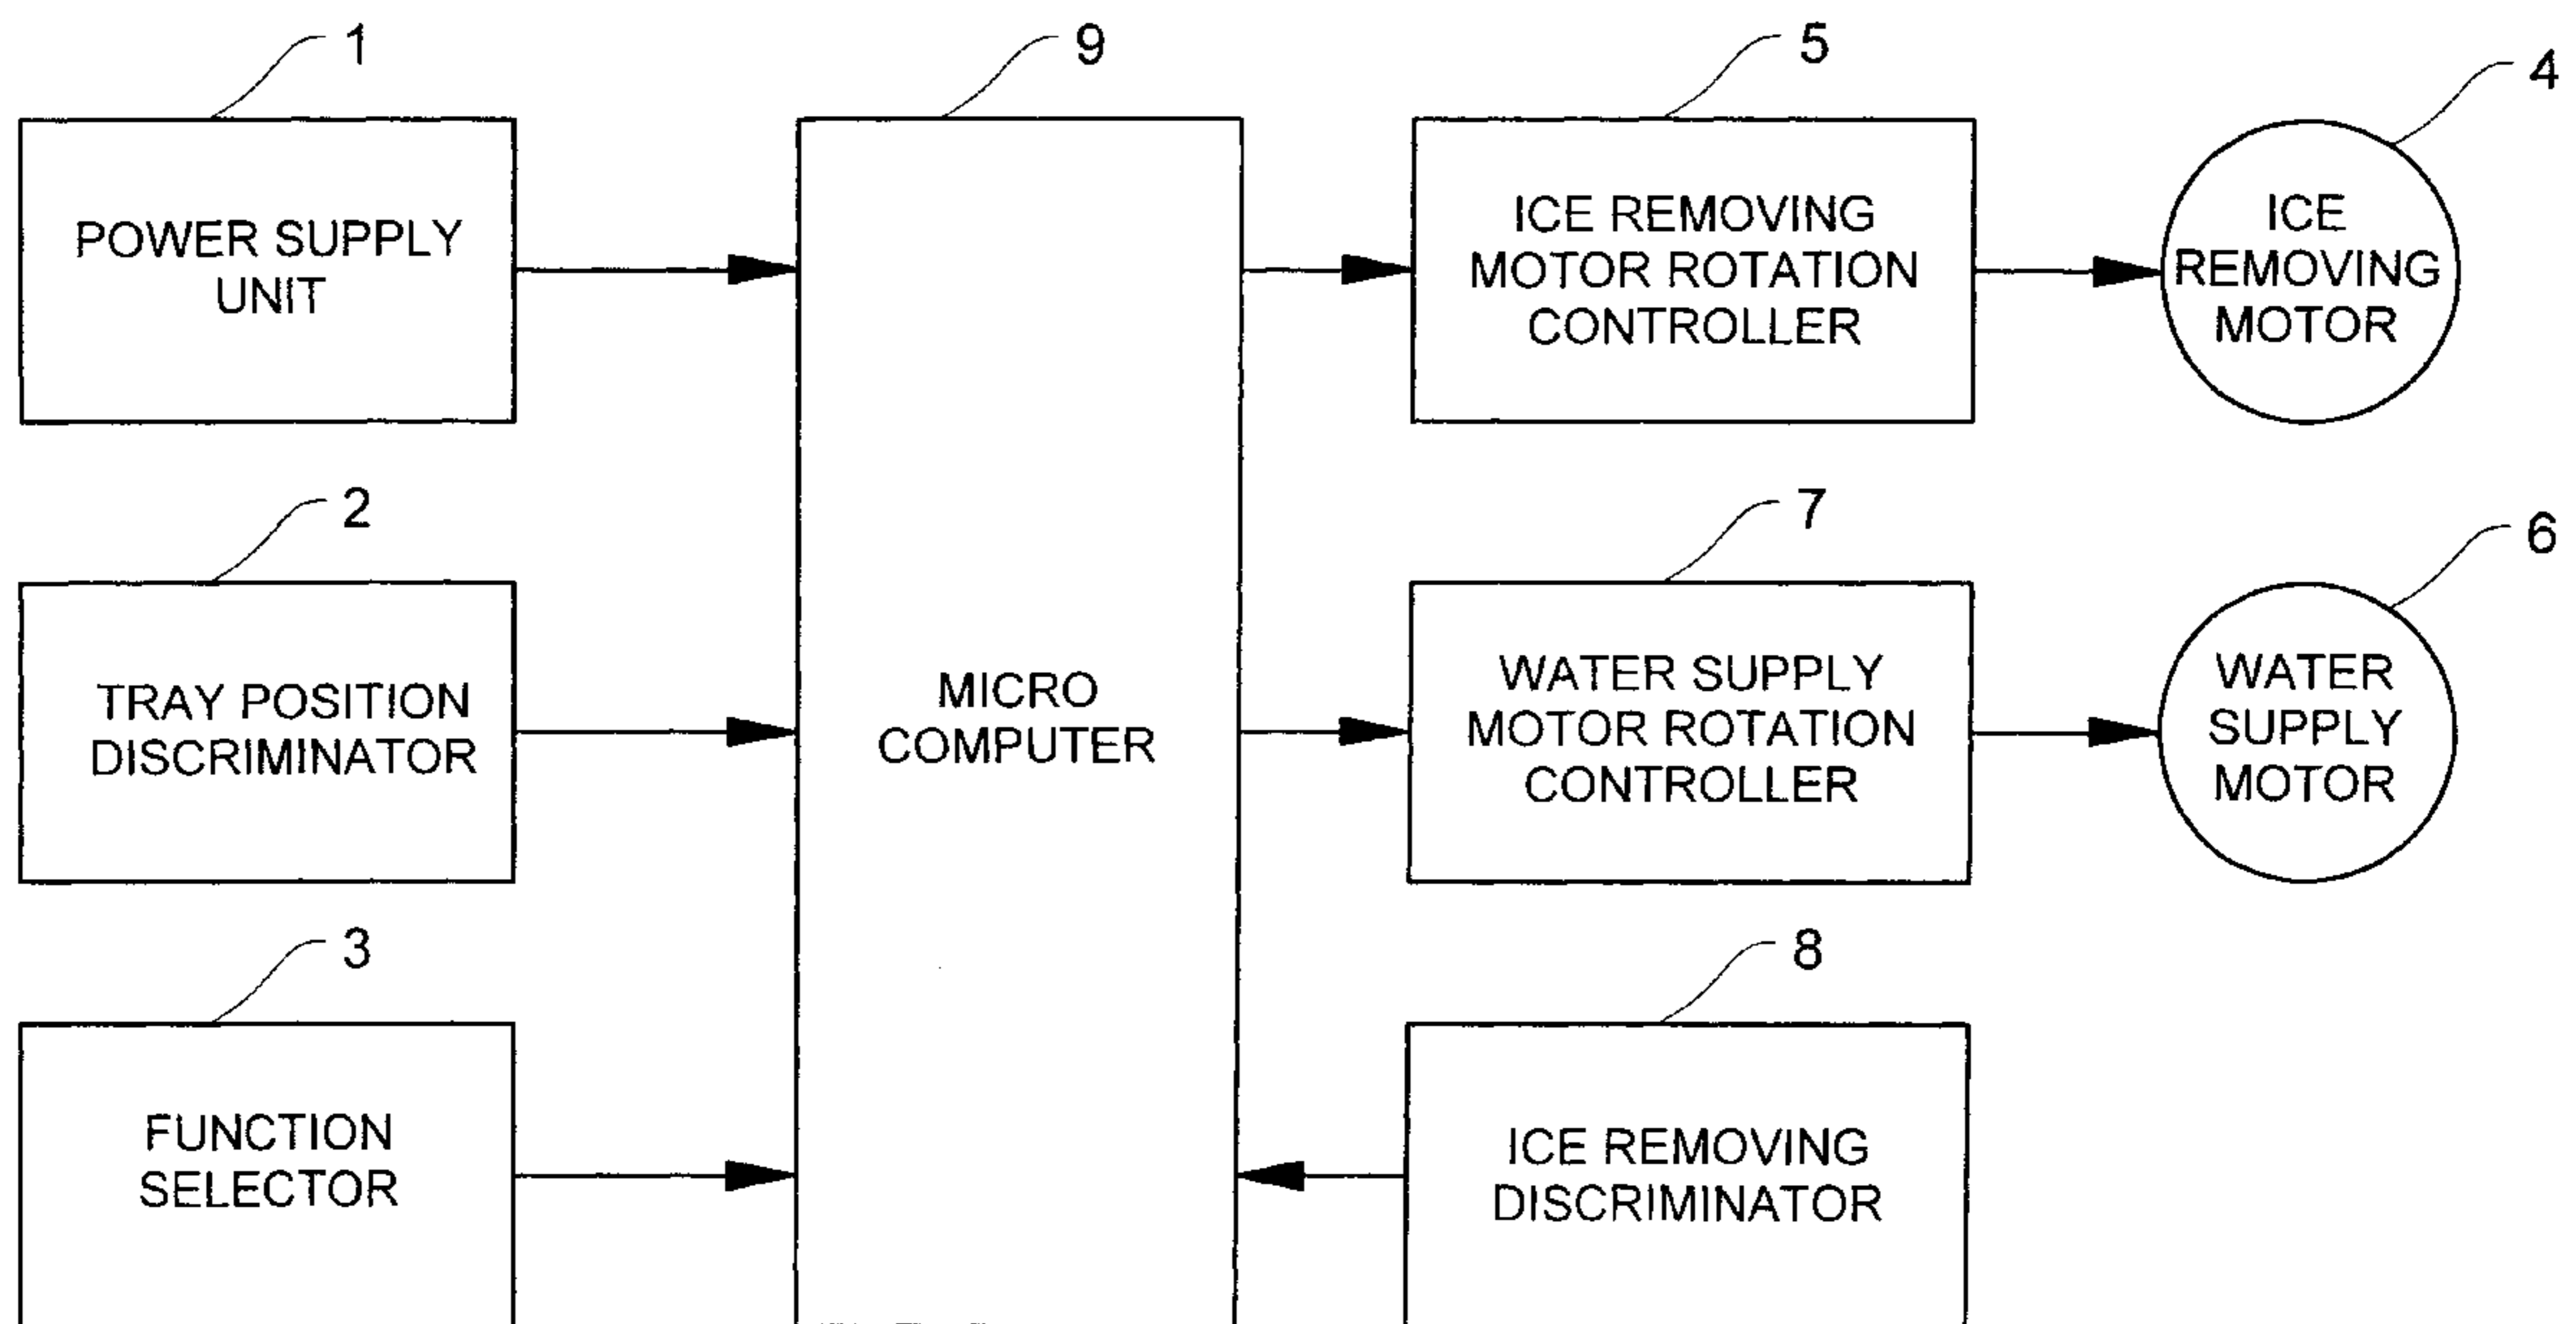 1
9
5
4
POWER SUPPLY
UNIT
ICE REMOVING
MOTOR ROTATION
CONTROLLER
ICE
REMOVING
MOTOR
2
7
6
TRAY POSITION
DISCRIMINATOR
MICRO
COMPUTER
WATER SUPPLY
MOTOR ROTATION
CONTROLLER
WATER
SUPPLY
MOTOR
3
8
FUNCTION
SELECTOR
ICE REMOVING
DISCRIMINATOR